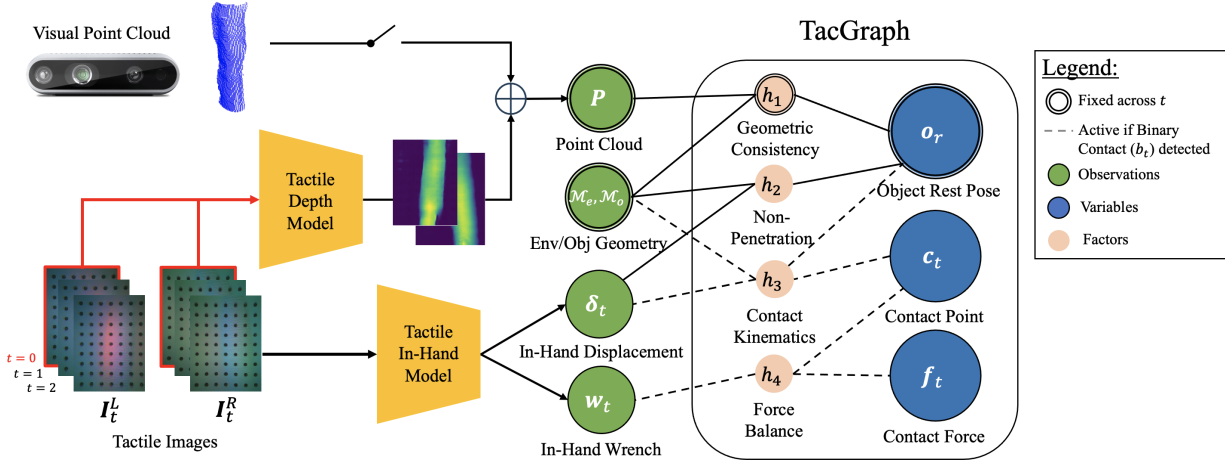 Visual Point Cloud
TacGraph
Legend:
Fixed across t
Active if Binary
Contact (b_t) detected
Observations
Variables
Factors
P
Point Cloud
h_1
Geometric
Consistency
o_r
Object Rest Pose
Tactile
Depth
Model
M_e, M_o
Env/Obj Geometry
h_2
Non-
Penetration
c_t
Contact Point
h_3
Contact
Kinematics
δ_t
In-Hand Displacement
t = 0
t = 1
t = 2
I_t^L
I_t^R
Tactile Images
Tactile
In-Hand
Model
w_t
In-Hand Wrench
h_4
Force
Balance
f_t
Contact Force